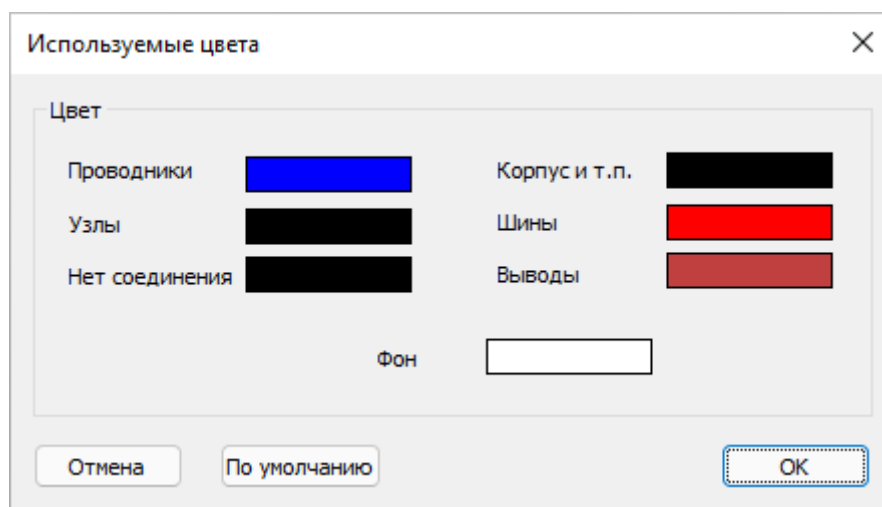 Используемые цвета
Цвет
Проводники
Корпус и т.п.
Узлы
Шины
Нет соединения
Выводы
Фон
Отмена
По умолчанию
OK